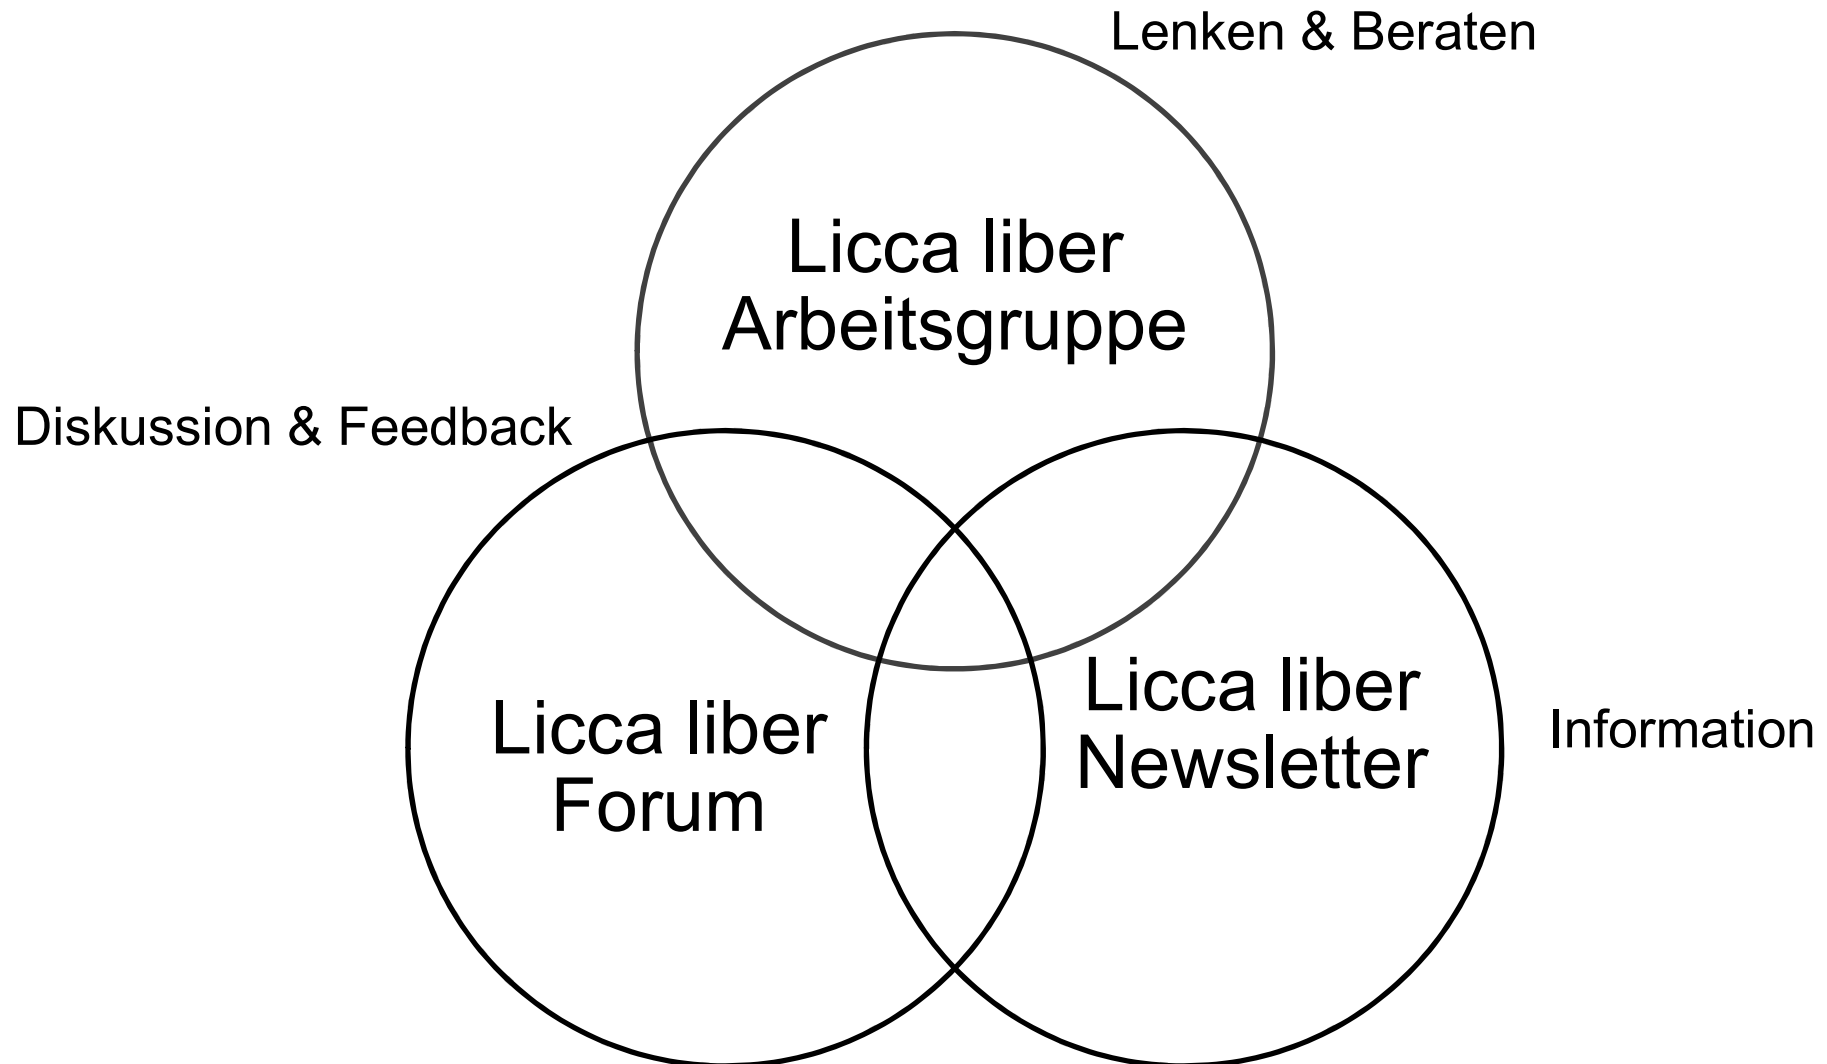 Lenken & Beraten
Licca liber
Arbeitsgruppe
Diskussion & Feedback
Licca liber
Forum
Licca liber
Newsletter
Information